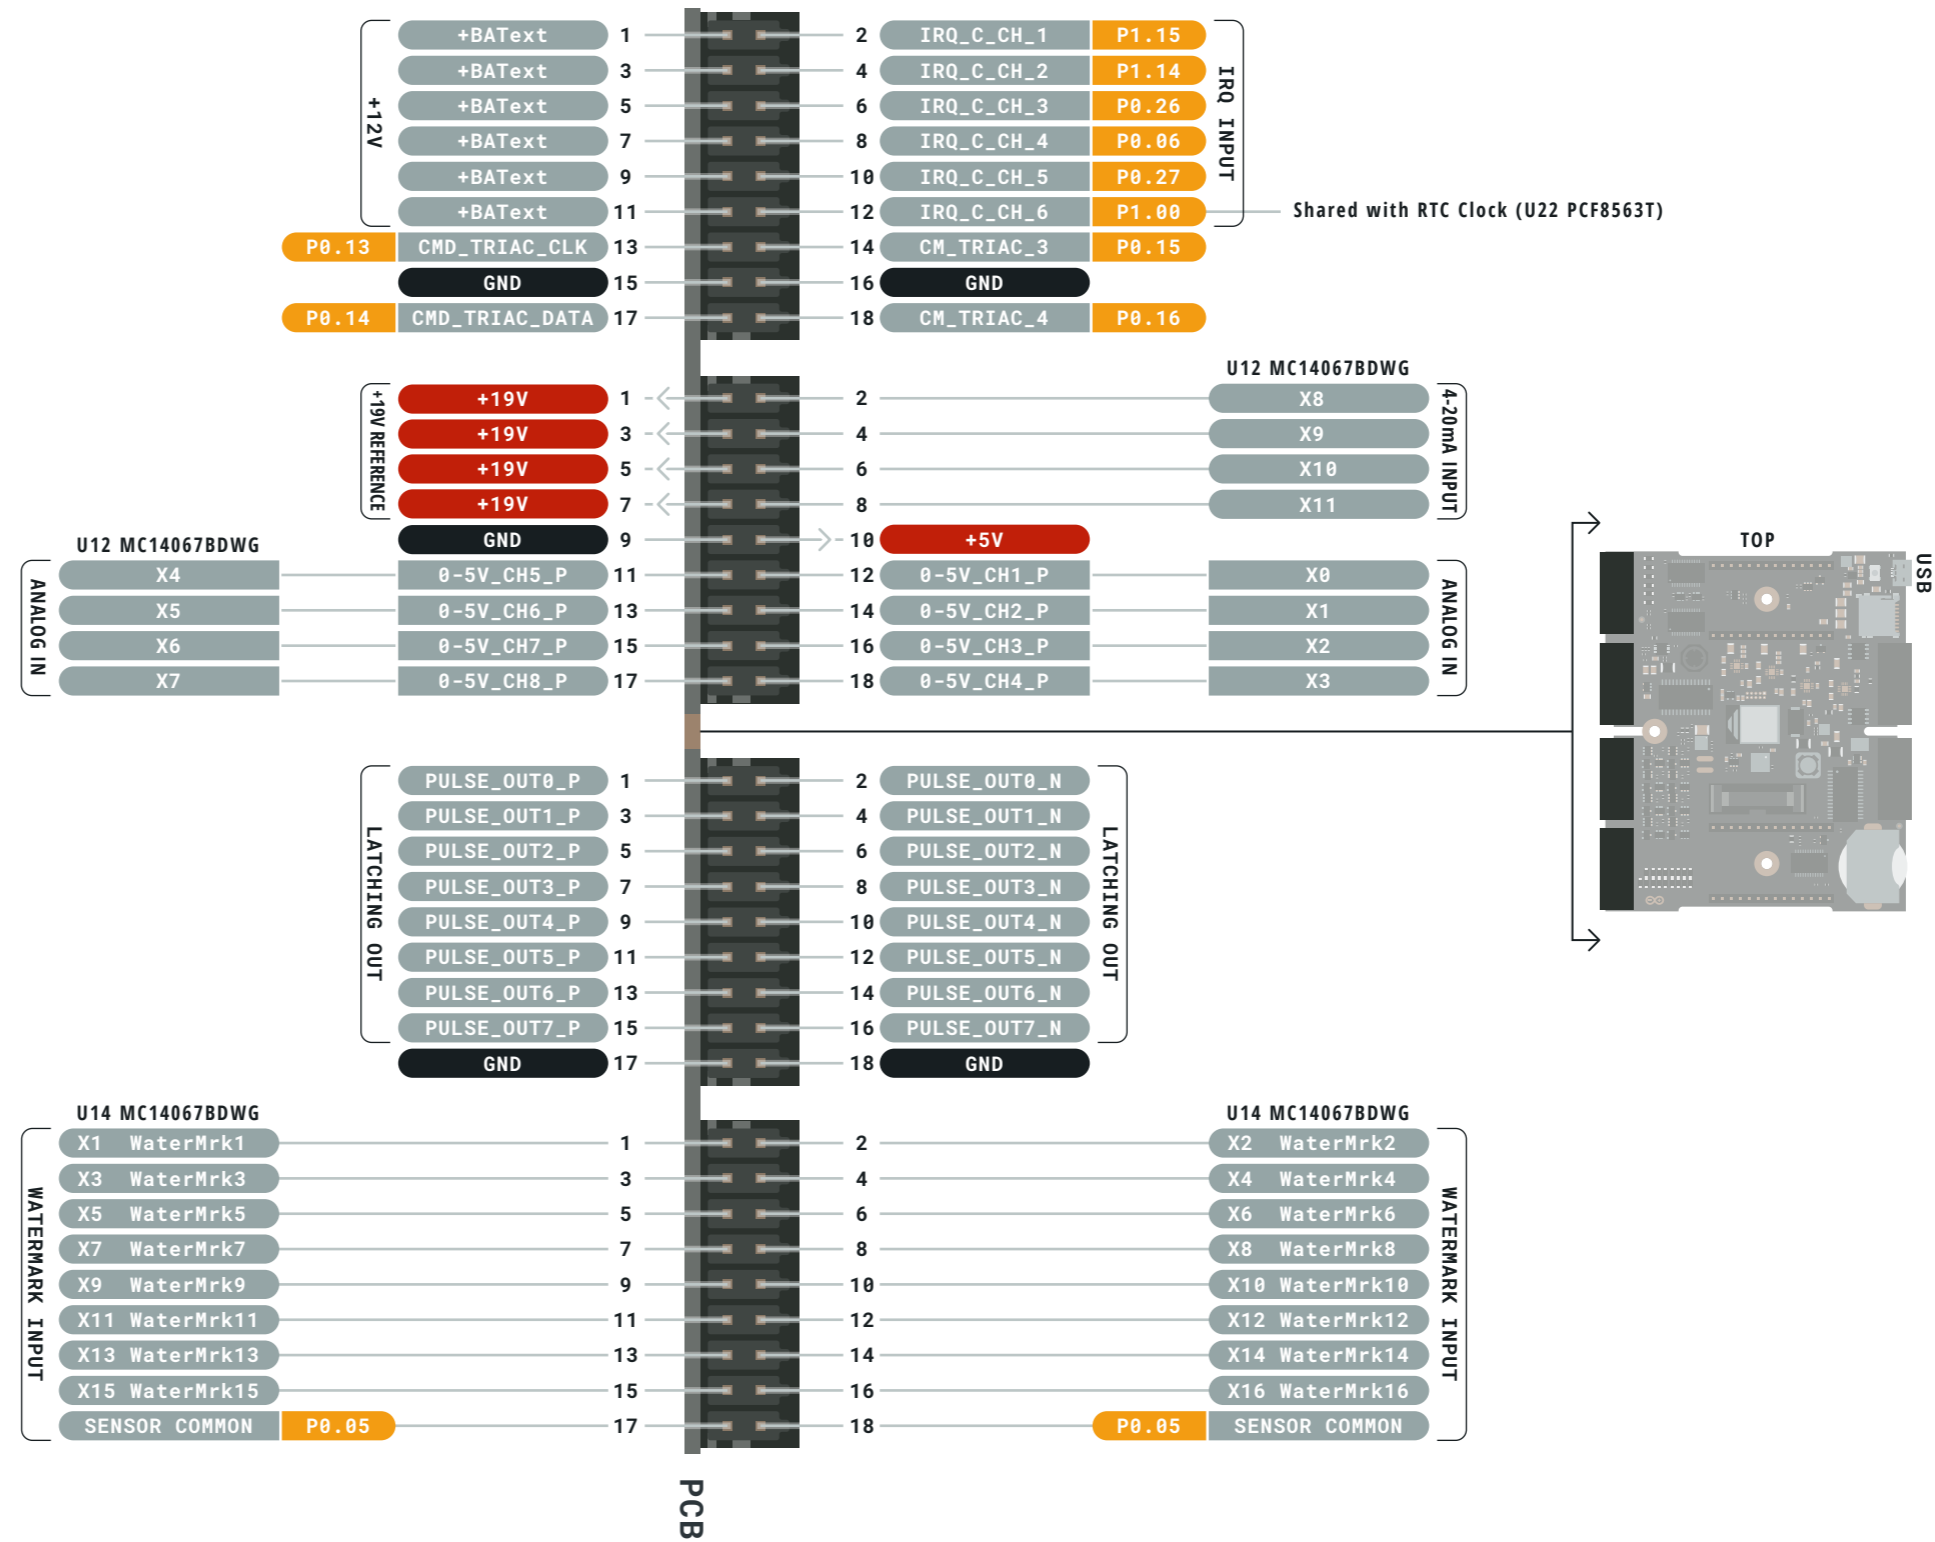 +12V
IRQ INPUT
+BAText 1 2 IRQ_C_CH_1 P1.15
+BAText 3 4 IRQ_C_CH_2 P1.14
+BAText 5 6 IRQ_C_CH_3 P0.26
+BAText 7 8 IRQ_C_CH_4 P0.06
+BAText 9 10 IRQ_C_CH_5 P0.27
+BAText 11 12 IRQ_C_CH_6 P1.00 Shared with RTC Clock (U22 PCF8563T)
P0.13 CMD_TRIAC_CLK 13 14 CM_TRIAC_3 P0.15
GND 15 16 GND
P0.14 CMD_TRIAC_DATA 17 18 CM_TRIAC_4 P0.16
U12 MC14067BDWG
+19V REFERENCE
4-20mA INPUT
+19V 1 2 X8
+19V 3 4 X9
+19V 5 6 X10
+19V 7 8 X11
GND 9 10 +5V
U12 MC14067BDWG
ANALOG IN
ANALOG IN
X4 0-5V_CH5_P 11 12 0-5V_CH1_P X0
X5 0-5V_CH6_P 13 14 0-5V_CH2_P X1
X6 0-5V_CH7_P 15 16 0-5V_CH3_P X2
X7 0-5V_CH8_P 17 18 0-5V_CH4_P X3
TOP
USB
LATCHING OUT
LATCHING OUT
PULSE_OUT0_P 1 2 PULSE_OUT0_N
PULSE_OUT1_P 3 4 PULSE_OUT1_N
PULSE_OUT2_P 5 6 PULSE_OUT2_N
PULSE_OUT3_P 7 8 PULSE_OUT3_N
PULSE_OUT4_P 9 10 PULSE_OUT4_N
PULSE_OUT5_P 11 12 PULSE_OUT5_N
PULSE_OUT6_P 13 14 PULSE_OUT6_N
PULSE_OUT7_P 15 16 PULSE_OUT7_N
GND 17 18 GND
U14 MC14067BDWG U14 MC14067BDWG
WATERMARK INPUT
WATERMARK INPUT
X1 WaterMrk1 1 2 X2 WaterMrk2
X3 WaterMrk3 3 4 X4 WaterMrk4
X5 WaterMrk5 5 6 X6 WaterMrk6
X7 WaterMrk7 7 8 X8 WaterMrk8
X9 WaterMrk9 9 10 X10 WaterMrk10
X11 WaterMrk11 11 12 X12 WaterMrk12
X13 WaterMrk13 13 14 X14 WaterMrk14
X15 WaterMrk15 15 16 X16 WaterMrk16
SENSOR COMMON P0.05 17 18 P0.05 SENSOR COMMON
PCB